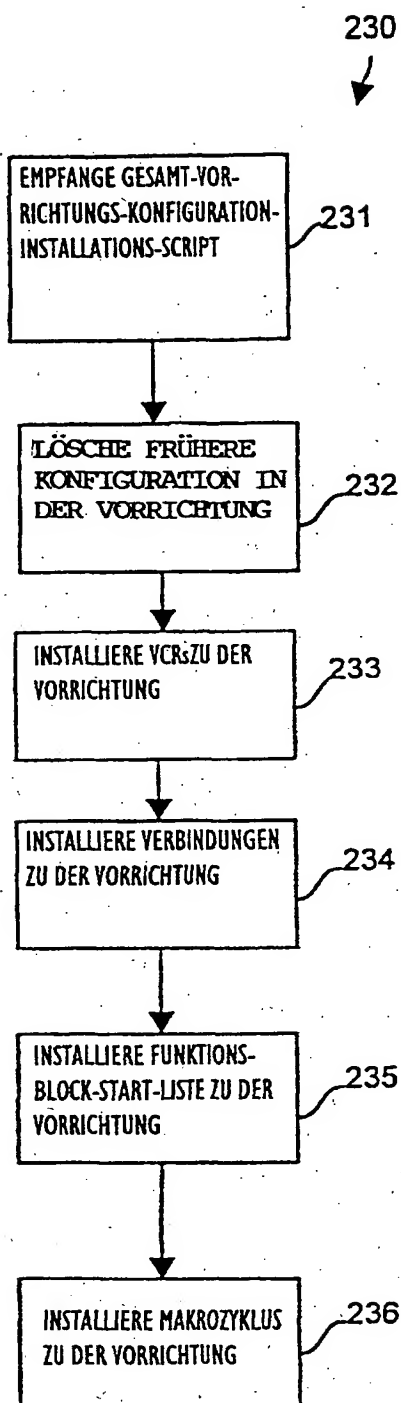 230
EMPFANGE GESAMT-VOR-
RICHTUNGS-KONFIGURATION-
INSTALLATIONS-SCRIPT
231
LÖSCHE FRÜHERE
KONFIGURATION IN
DER VORRICHTUNG
232
INSTALLIERE VCRsZU DER
VORRICHTUNG
233
INSTALLIERE VERBINDUNGEN
ZU DER VORRICHTUNG
234
INSTALLIERE FUNKTIONS-
BLOCK-START-LISTE ZU DER
VORRICHTUNG
235
INSTALLIERE MAKROZYKLUS
ZU DER VORRICHTUNG
236